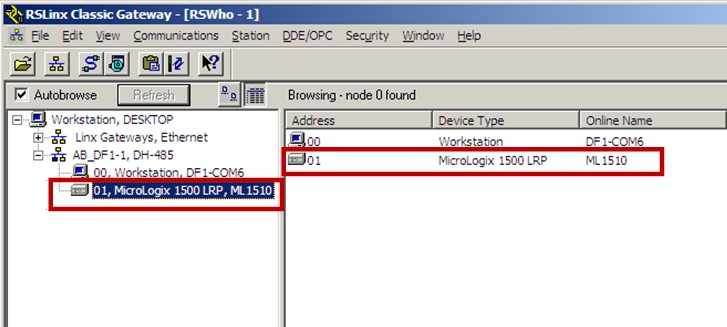 RSLinx Classic Gateway - [RSWho - 1]
File Edit View Communications Station DDE/OPC Security Window Help
Autobrowse Refresh Browsing - node 0 found
Workstation, DESKTOP
Linx Gateways, Ethernet
AB_DF1-1, DH-485
00, Workstation, DF1-COM6
01, MicroLogix 1500 LRP, ML1510
Address Device Type Online Name
00 Workstation DF1-COM6
01 MicroLogix 1500 LRP ML1510